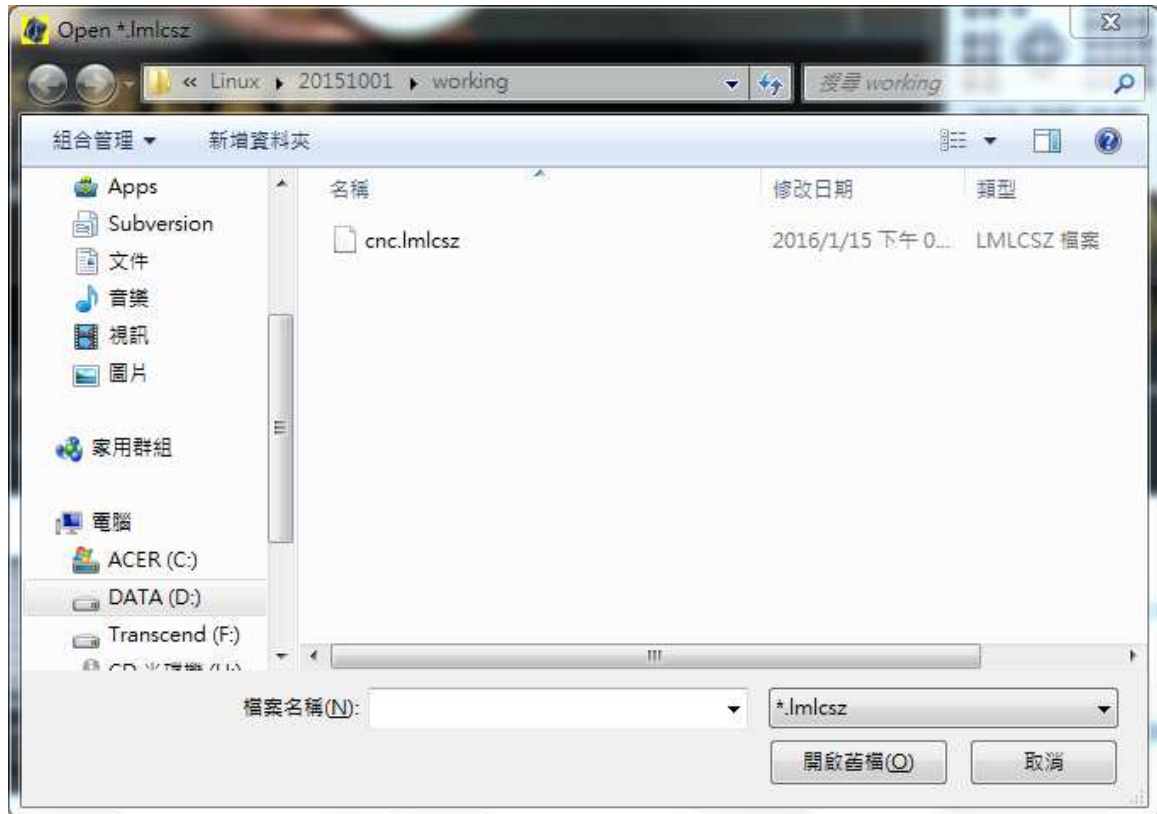 Open *.lmlcsz
« Linux ▸ 20151001 ▸ working
搜尋 working
組合管理 ▼ 新增資料夾
Apps
Subversion
文件
音樂
視訊
圖片
家用群組
電腦
ACER (C:)
DATA (D:)
Transcend (F:)
名稱 修改日期 類型
cnc.lmlcsz 2016/1/15 下午 0... LMLCSZ 檔案
檔案名稱(N):
*.lmlcsz
開啟舊檔(O) 取消